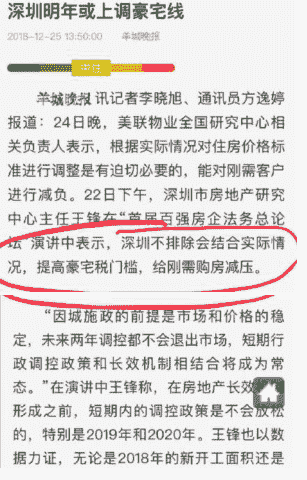 深圳明年或上调豪宅线
2018-12-25 13:50:00 羊城晚报
羊城晚报讯记者李晓旭、通讯员方逸婷
报道：24日晚，美联物业全国研究中心相
关负责人表示，根据实际情况对住房价格标
准进行调整是有迫切必要的，能对刚需客户
进行减负。22日下午，深圳市房地产研究
中心主任王锋在“首届百强房企法务总论
坛”演讲中表示，深圳不排除会结合实际情
况，提高豪宅税门槛，给刚需购房减压。
“因城施政的前提是市场和价格的稳
定，未来两年调控都不会退出市场，短期行
政调控政策和长效机制相结合将成为常
态。”在演讲中王锋称，在房地产长效
形成之前，短期内的调控政策是不会放松
的，特别是2019年和2020年。王锋也以数
据力证，无论是2018年的新开工面积还是